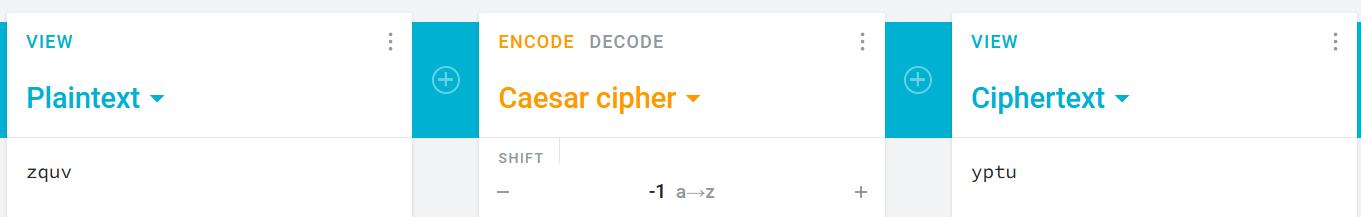 VIEW
Plaintext
zquv
ENCODE DECODE
Caesar cipher
SHIFT
-1 a→z
VIEW
Ciphertext
yptu